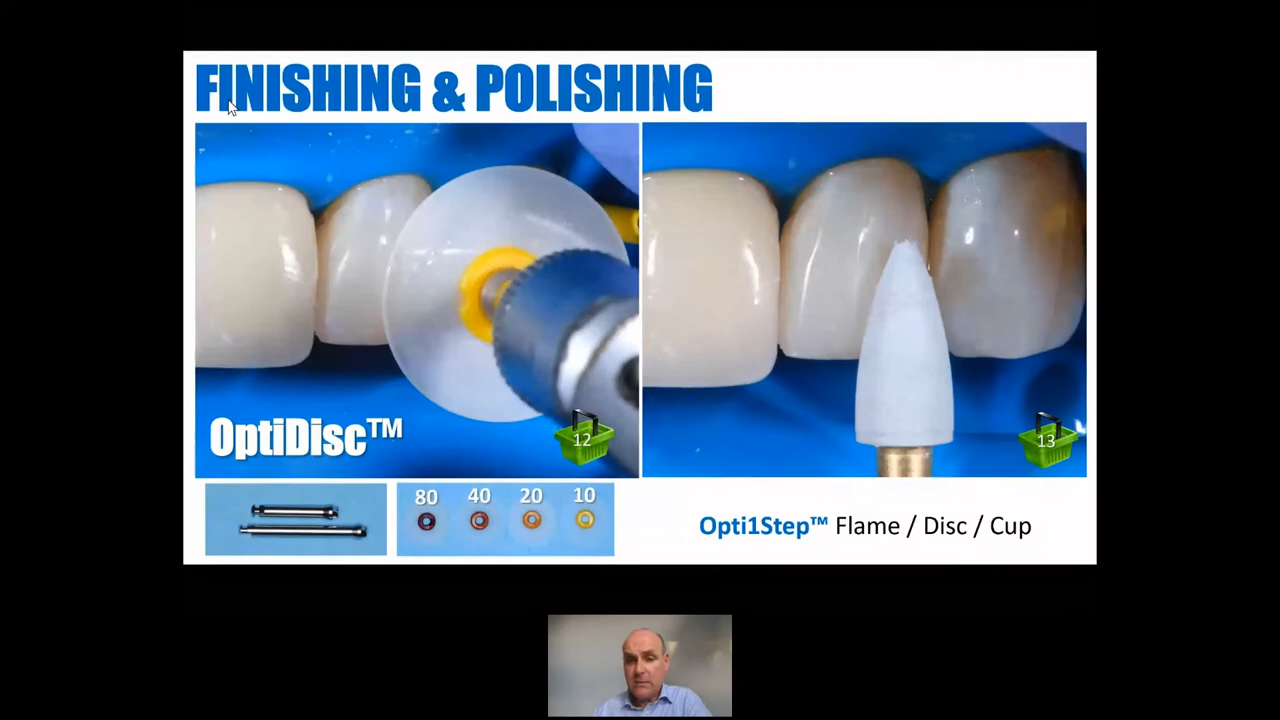 FINISHING & POLISHING
OptiDisc™
12
13
80 40 20 10
Opti1Step™ Flame / Disc / Cup